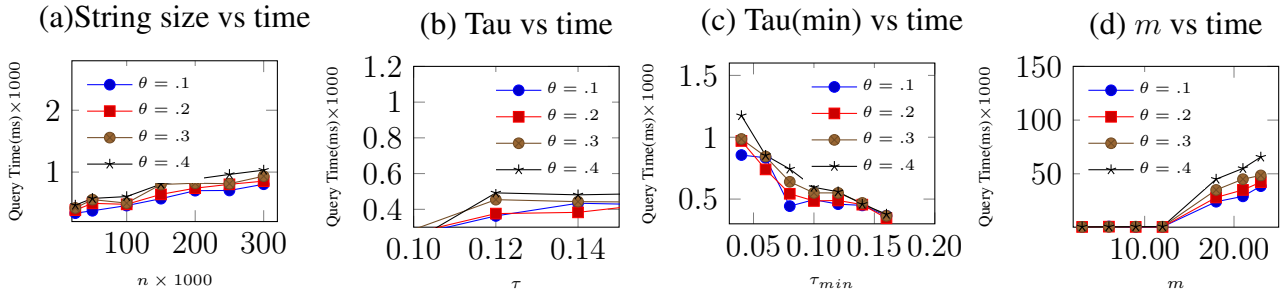 (a)String size vs time
Query Time(ms)×1000
2
1
θ = .1
θ = .2
θ = .3
θ = .4
100
200
300
n × 1000
(b) Tau vs time
Query Time(ms)×1000
1.2
1
0.8
0.6
0.4
θ = .1
θ = .2
θ = .3
θ = .4
0.10
0.12
0.14
τ
(c) Tau(min) vs time
Query Time(ms)×1000
1.5
1
0.5
θ = .1
θ = .2
θ = .3
θ = .4
0.05
0.10
0.15
0.20
τmin
(d) m vs time
Query Time(ms)×1000
150
100
50
θ = .1
θ = .2
θ = .3
θ = .4
10.00
20.00
m